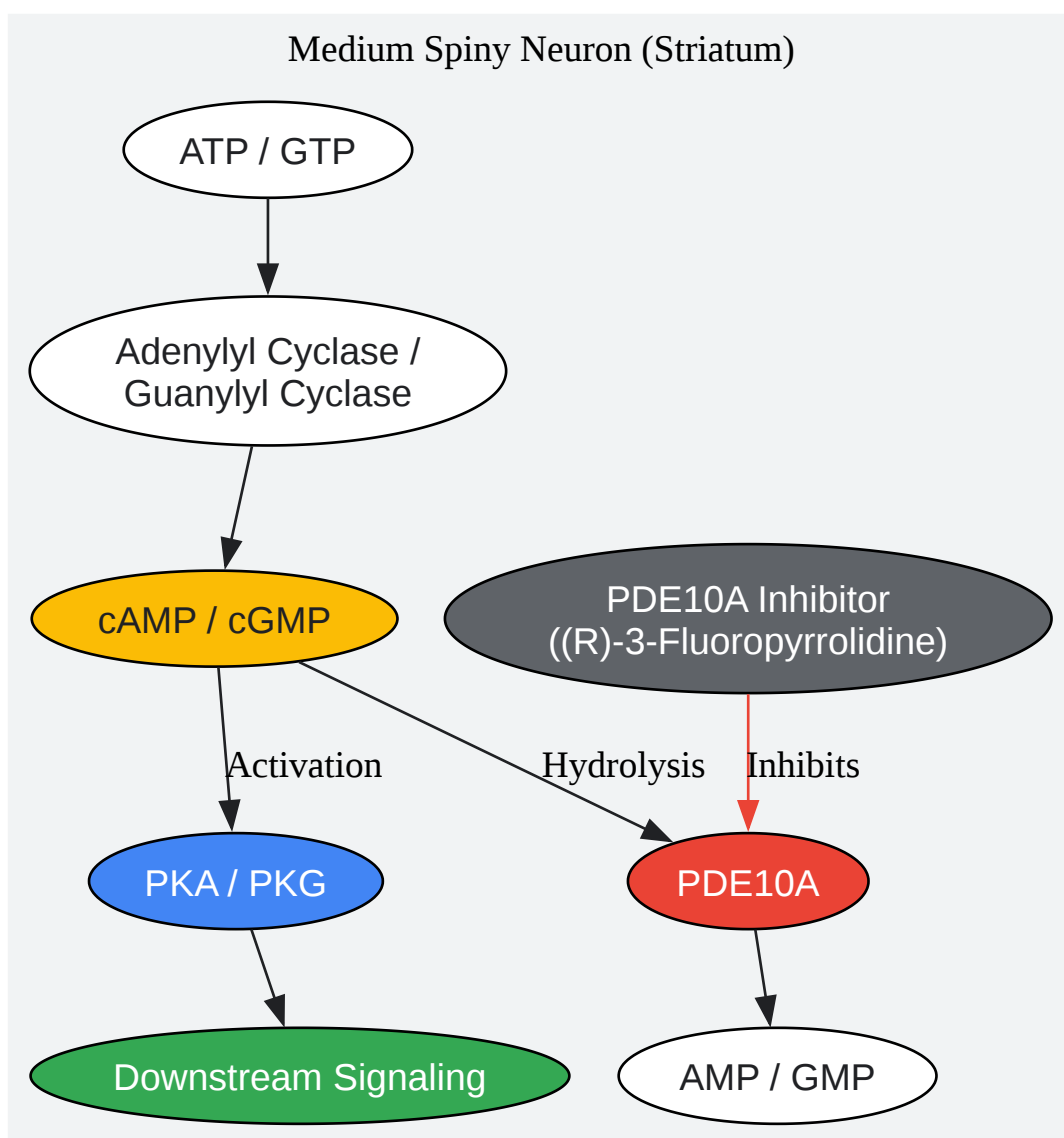 Medium Spiny Neuron (Striatum)
ATP / GTP
Adenylyl Cyclase /
Guanylyl Cyclase
cAMP / cGMP
PDE10A Inhibitor
((R)-3-Fluoropyrrolidine)
Activation
Hydrolysis
Inhibits
PKA / PKG
PDE10A
Downstream Signaling
AMP / GMP